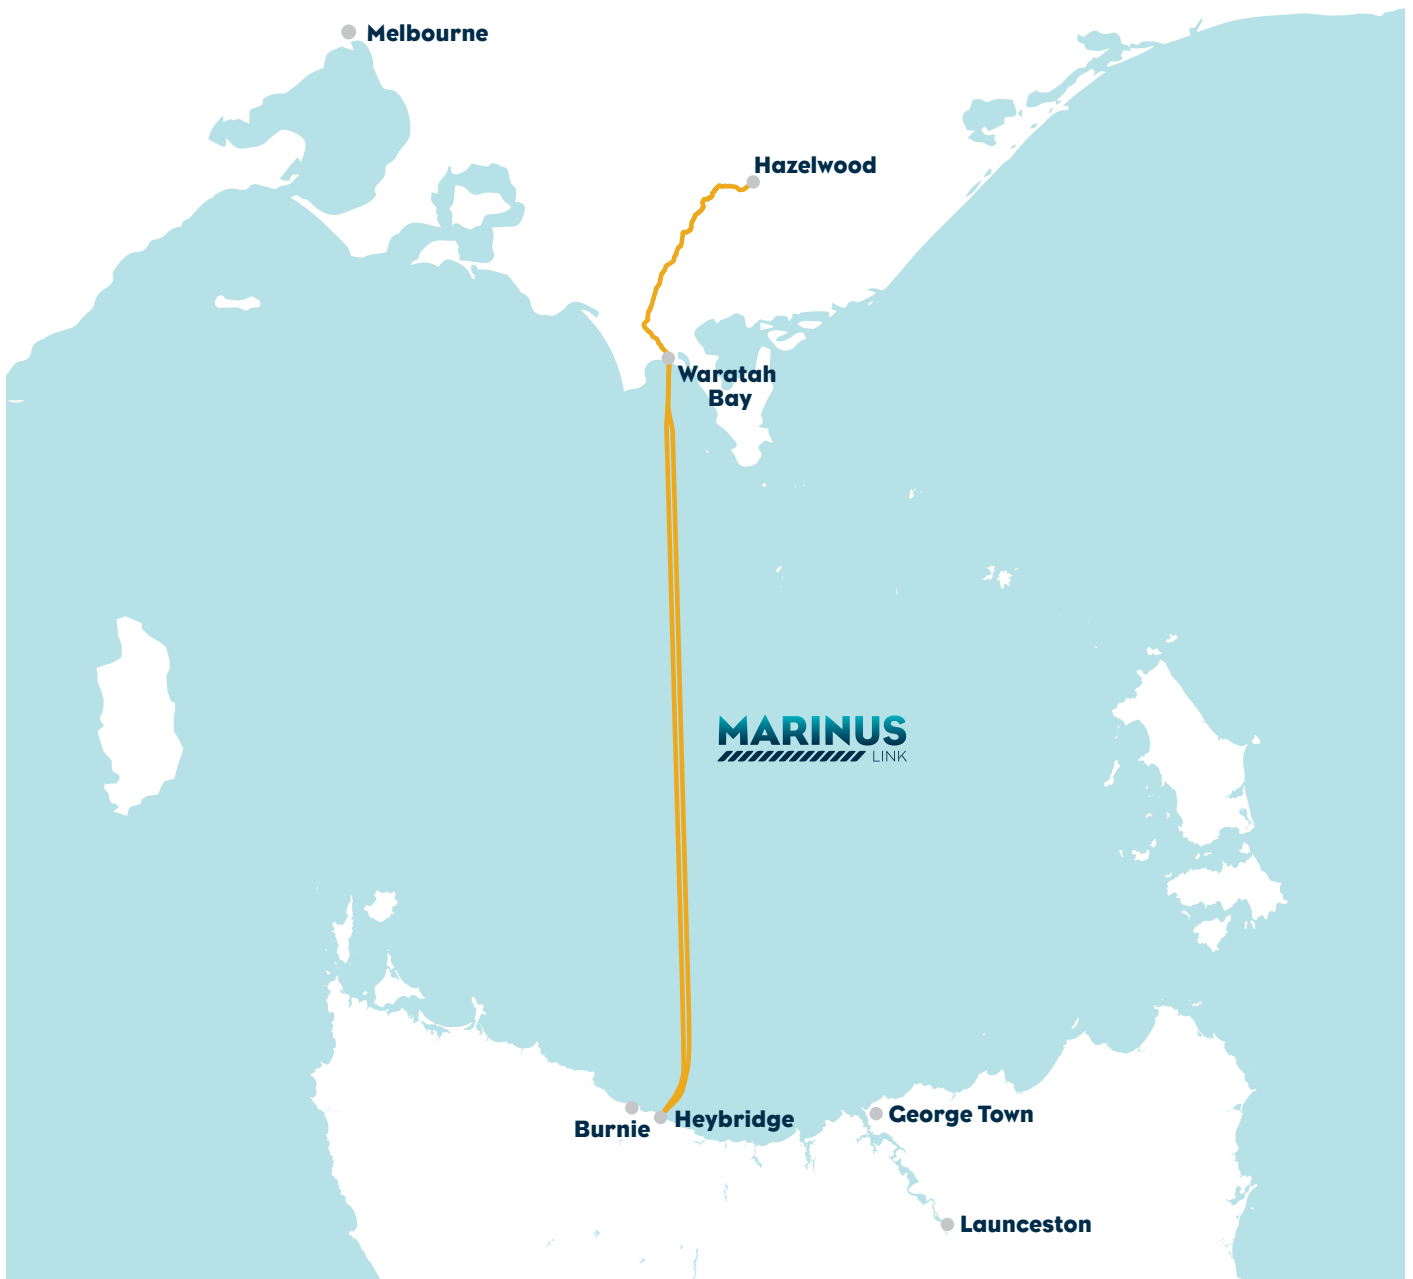 Melbourne
Hazelwood
Waratah
Bay
MARINUS
LINK
Heybridge
Burnie
George Town
Launceston